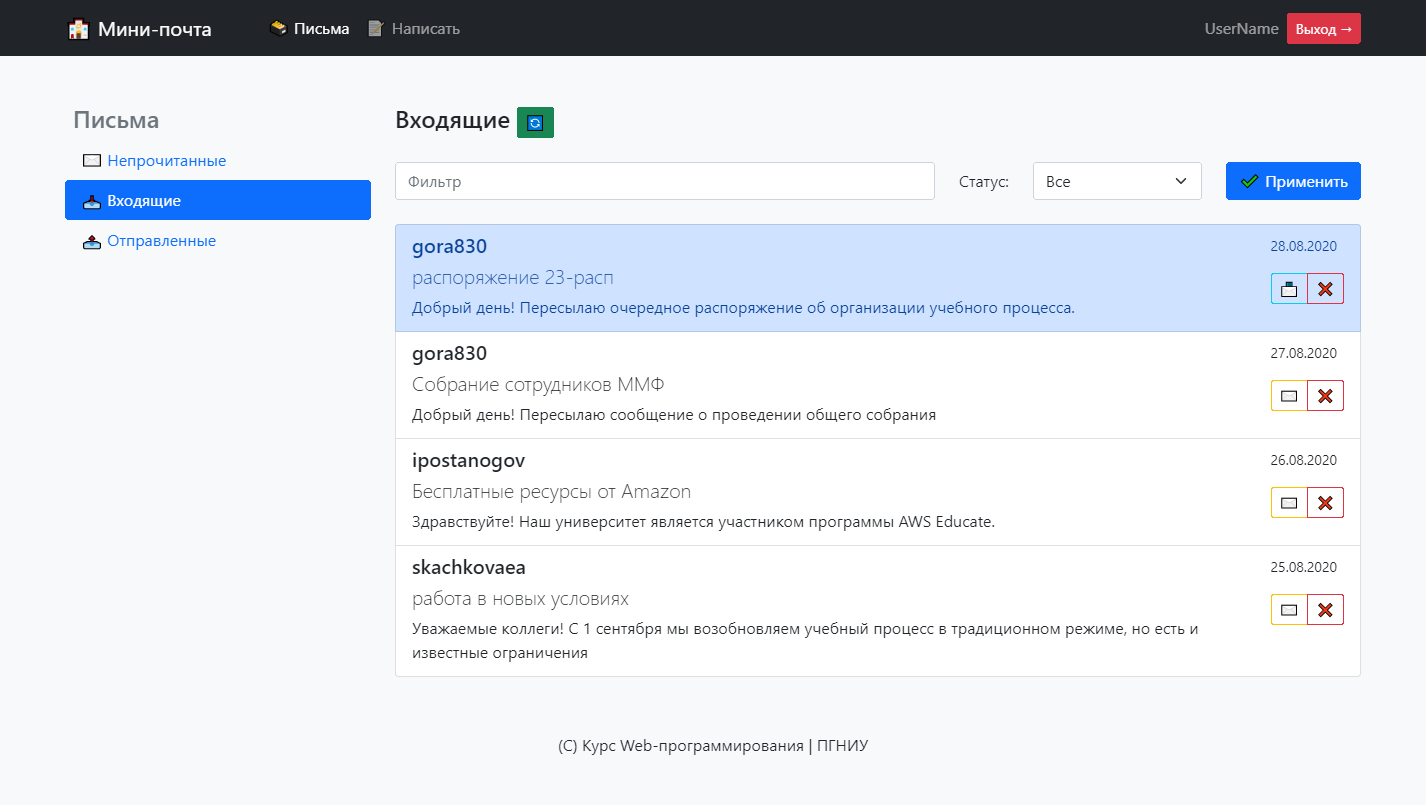 Мини-почта
Письма
Написать
UserName
Выход →
Письма
Непрочитанные
Входящие
Отправленные
Входящие
Фильтр
Статус:
Все
Применить
gora830
28.08.2020
распоряжение 23-расп
Добрый день! Пересылаю очередное распоряжение об организации учебного процесса.
gora830
27.08.2020
Собрание сотрудников ММФ
Добрый день! Пересылаю сообщение о проведении общего собрания
ipostanogov
26.08.2020
Бесплатные ресурсы от Amazon
Здравствуйте! Наш университет является участником программы AWS Educate.
skachkovaea
25.08.2020
работа в новых условиях
Уважаемые коллеги! С 1 сентября мы возобновляем учебный процесс в традиционном режиме, но есть и
известные ограничения
(С) Курс Web-программирования | ПГНИУ